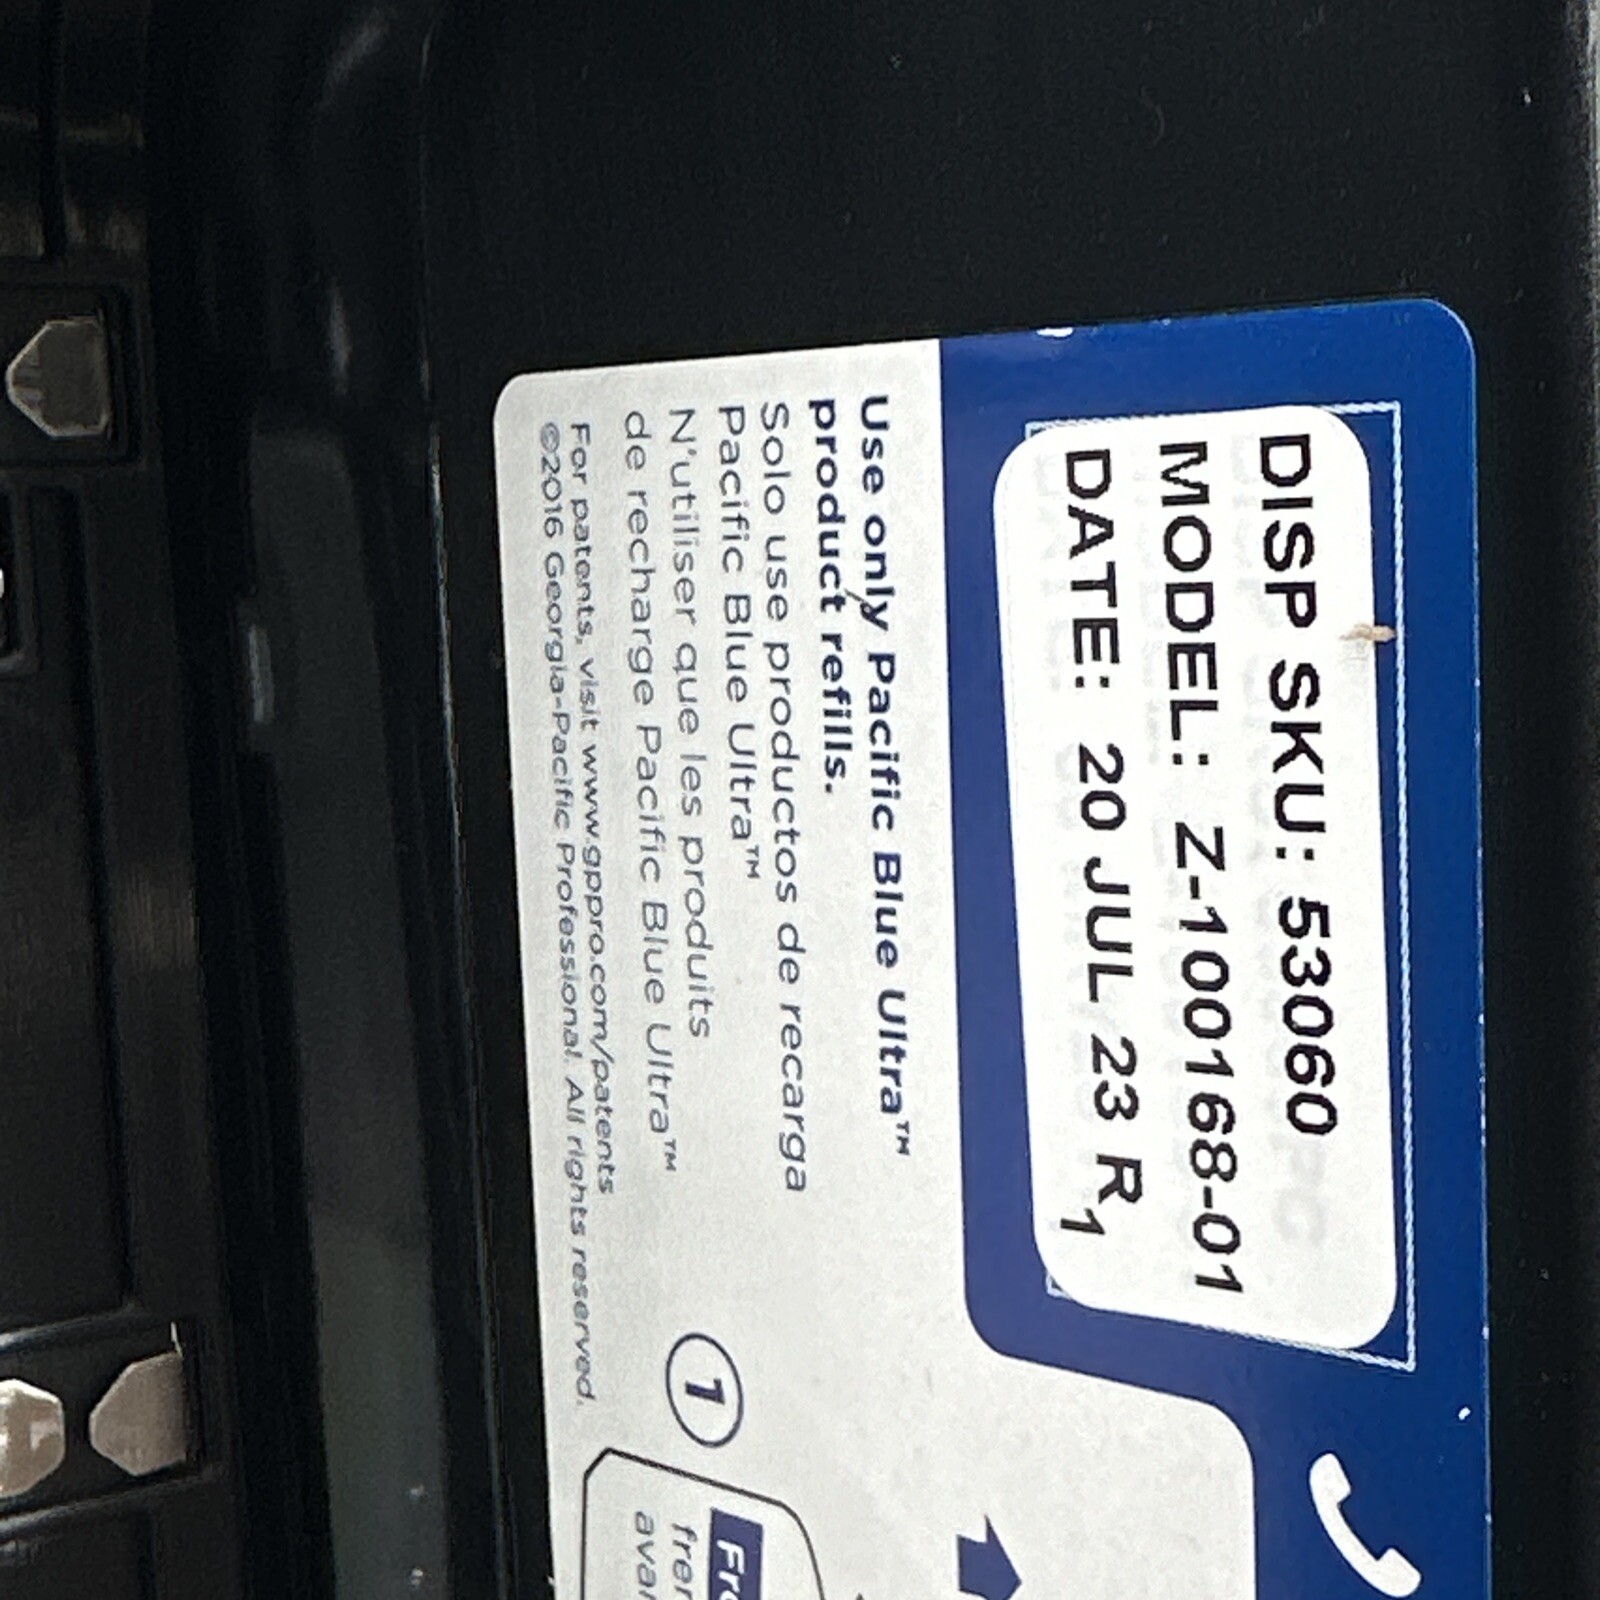 DISP SKU: 53060
MODEL: Z-1000168-01
DATE: 20 JUL 23 R1
Use only Pacific Blue Ultra™
product refills.
Solo use productos de recarga
Pacific Blue Ultra™
N'utiliser que les produits
de recharge Pacific Blue Ultra™
For patents, visit www.gppro.com/patents
©2016 Georgia-Pacific Professional. All rights reserved.
1